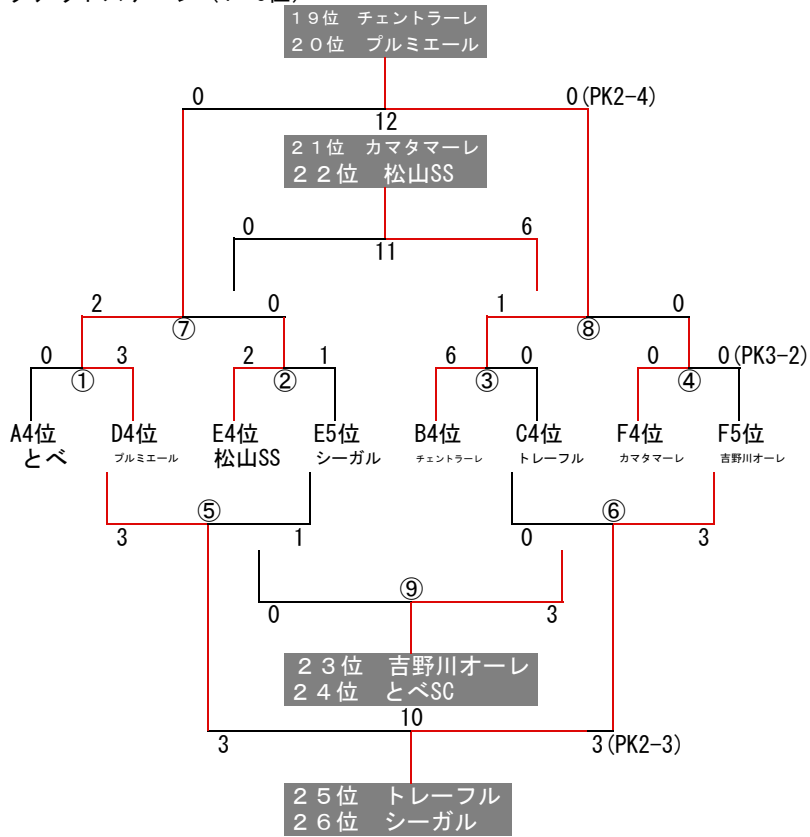 19位 チェントラーレ
20位 プルミエール
0 0(PK2-4)
12
21位 カマタマーレ
22位 松山SS
0 6
11
2 0 1 0
⑦ ⑧
0 3 2 1 6 0 0 0(PK3-2)
① ② ③ ④
A4位 D4位 E4位 E5位 B4位 C4位 F4位 F5位
とべ プルミエール 松山SS シーガル チェントラーレ トレーフル カマタマーレ 吉野川オーレ
⑤ ⑥
3 1 0 3
⑨
0 3
23位 吉野川オーレ
24位 とべSC
10
3 3(PK2-3)
25位 トレーフル
26位 シーガル